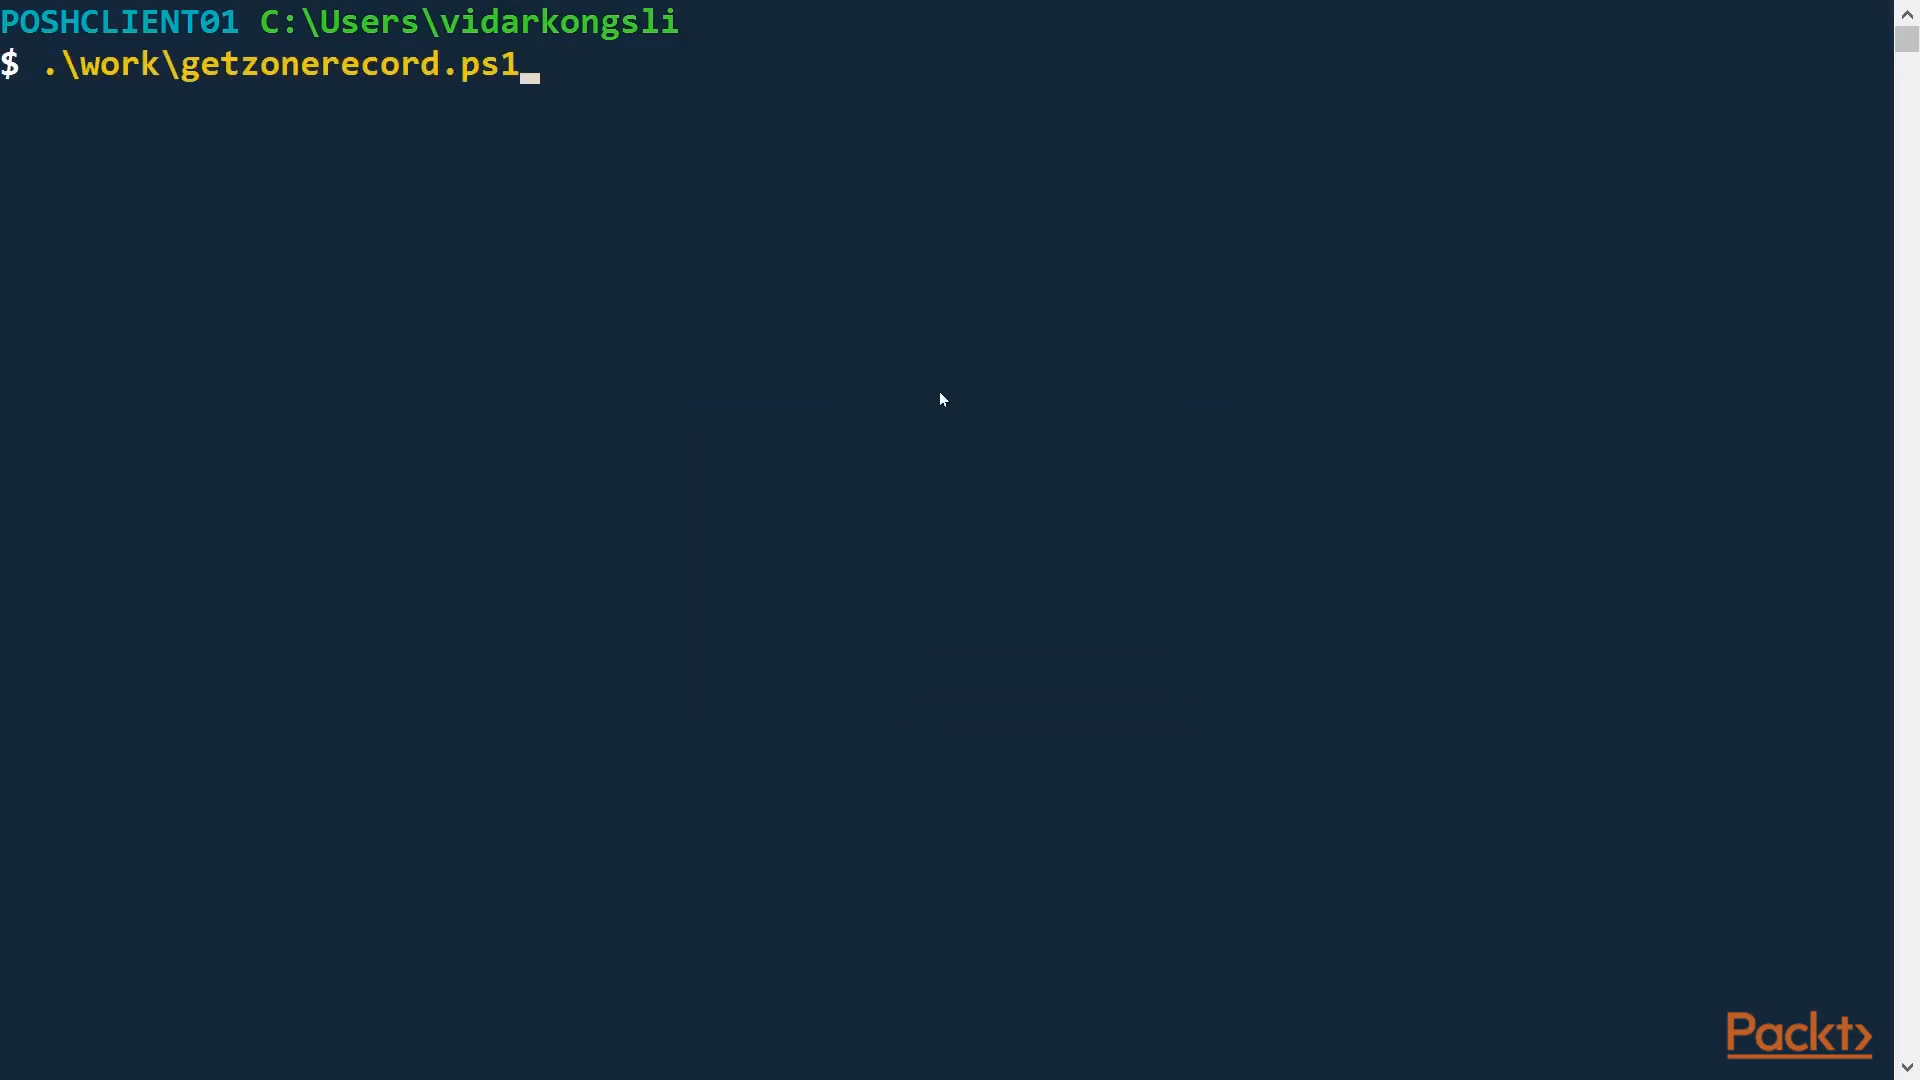 POSHCLIENT01 C:\Users\vidarkongsli
$ .\work\getzonerecord.ps1
Packt>